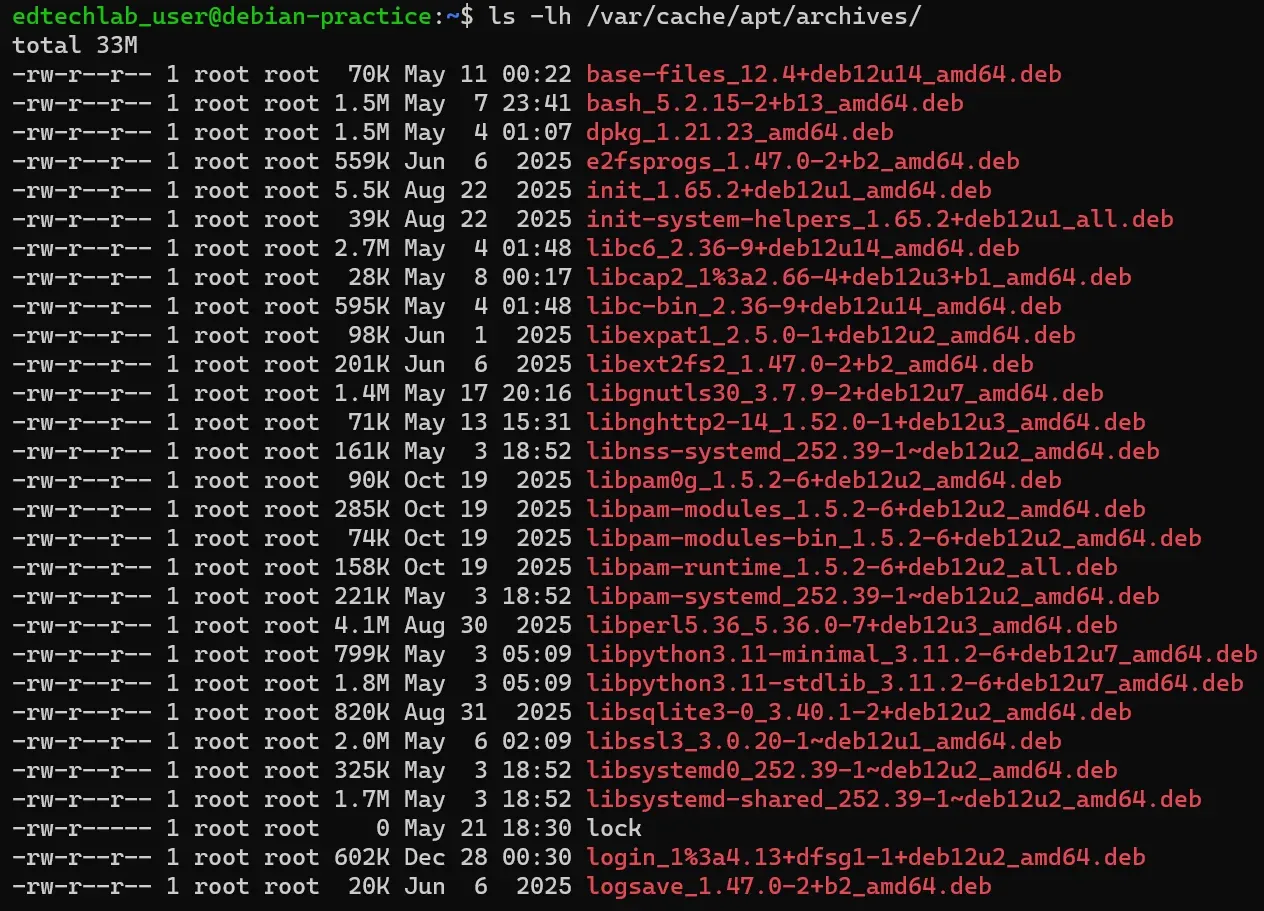 edtechlab_user@debian-practice:~$ ls -lh /var/cache/apt/archives/
total 33M
-rw-r--r-- 1 root root  70K May 11 00:22 base-files_12.4+deb12u14_amd64.deb
-rw-r--r-- 1 root root 1.5M May  7 23:41 bash_5.2.15-2+b13_amd64.deb
-rw-r--r-- 1 root root 1.5M May  4 01:07 dpkg_1.21.23_amd64.deb
-rw-r--r-- 1 root root 559K Jun  6  2025 e2fsprogs_1.47.0-2+b2_amd64.deb
-rw-r--r-- 1 root root 5.5K Aug 22  2025 init_1.65.2+deb12u1_amd64.deb
-rw-r--r-- 1 root root  39K Aug 22  2025 init-system-helpers_1.65.2+deb12u1_all.deb
-rw-r--r-- 1 root root 2.7M May  4 01:48 libc6_2.36-9+deb12u14_amd64.deb
-rw-r--r-- 1 root root  28K May  8 00:17 libcap2_1%3a2.66-4+deb12u3+b1_amd64.deb
-rw-r--r-- 1 root root 595K May  4 01:48 libc-bin_2.36-9+deb12u14_amd64.deb
-rw-r--r-- 1 root root  98K Jun  1  2025 libexpat1_2.5.0-1+deb12u2_amd64.deb
-rw-r--r-- 1 root root 201K Jun  6  2025 libext2fs2_1.47.0-2+b2_amd64.deb
-rw-r--r-- 1 root root 1.4M May 17 20:16 libgnutls30_3.7.9-2+deb12u7_amd64.deb
-rw-r--r-- 1 root root  71K May 13 15:31 libnghttp2-14_1.52.0-1+deb12u3_amd64.deb
-rw-r--r-- 1 root root 161K May  3 18:52 libnss-systemd_252.39-1~deb12u2_amd64.deb
-rw-r--r-- 1 root root  90K Oct 19  2025 libpam0g_1.5.2-6+deb12u2_amd64.deb
-rw-r--r-- 1 root root 285K Oct 19  2025 libpam-modules_1.5.2-6+deb12u2_amd64.deb
-rw-r--r-- 1 root root  74K Oct 19  2025 libpam-modules-bin_1.5.2-6+deb12u2_amd64.deb
-rw-r--r-- 1 root root 158K Oct 19  2025 libpam-runtime_1.5.2-6+deb12u2_all.deb
-rw-r--r-- 1 root root 221K May  3 18:52 libpam-systemd_252.39-1~deb12u2_amd64.deb
-rw-r--r-- 1 root root 4.1M Aug 30  2025 libperl5.36_5.36.0-7+deb12u3_amd64.deb
-rw-r--r-- 1 root root 799K May  3 05:09 libpython3.11-minimal_3.11.2-6+deb12u7_amd64.deb
-rw-r--r-- 1 root root 1.8M May  3 05:09 libpython3.11-stdlib_3.11.2-6+deb12u7_amd64.deb
-rw-r--r-- 1 root root 820K Aug 31  2025 libsqlite3-0_3.40.1-2+deb12u2_amd64.deb
-rw-r--r-- 1 root root 2.0M May  6 02:09 libssl3_3.0.20-1~deb12u1_amd64.deb
-rw-r--r-- 1 root root 325K May  3 18:52 libsystemd0_252.39-1~deb12u2_amd64.deb
-rw-r--r-- 1 root root 1.7M May  3 18:52 libsystemd-shared_252.39-1~deb12u2_amd64.deb
-rw-r----- 1 root root    0 May 21 18:30 lock
-rw-r--r-- 1 root root 602K Dec 28 00:30 login_1%3a4.13+dfsg1-1+deb12u2_amd64.deb
-rw-r--r-- 1 root root  20K Jun  6  2025 logsave_1.47.0-2+b2_amd64.deb